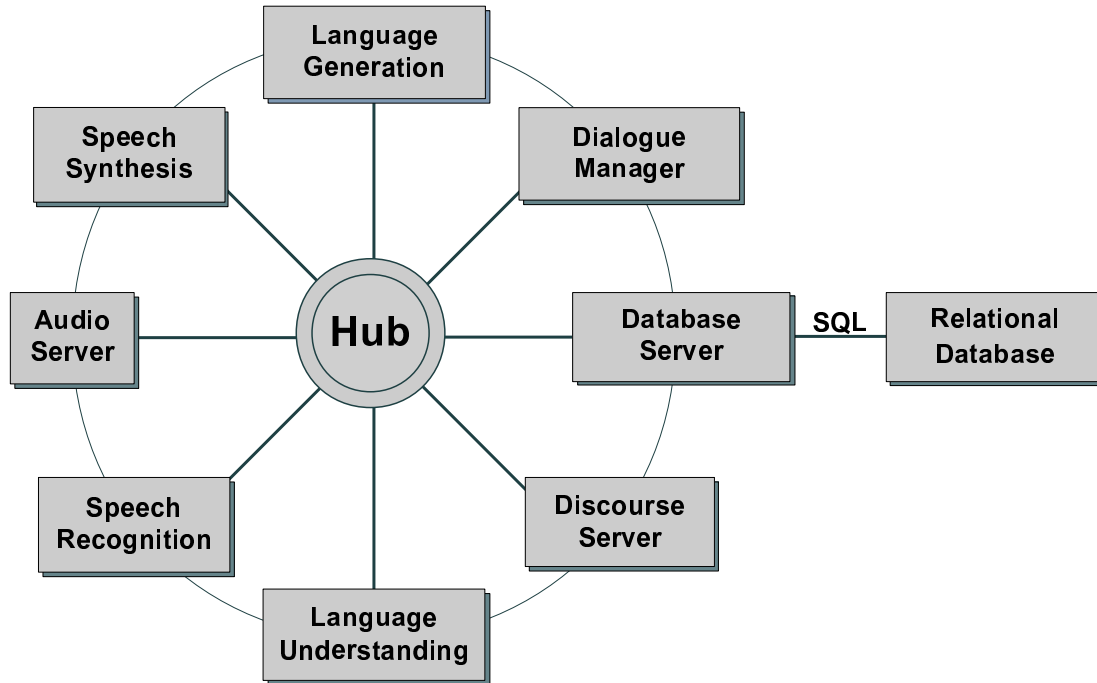 Language
Generation
Speech
Synthesis
Dialogue
Manager
Audio
Server
Hub
Database
Server
SQL
Relational
Database
Speech
Recognition
Discourse
Server
Language
Understanding